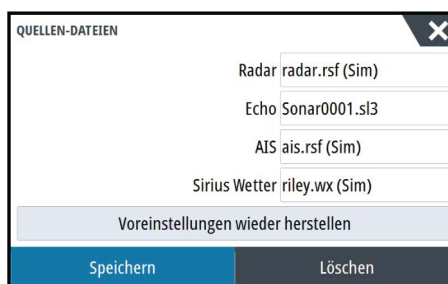 QUELLEN-DATEIEN
Radar radar.rsf (Sim)
Echo Sonar0001.sl3
AIS ais.rsf (Sim)
Sirius Wetter riley.wx (Sim)
Voreinstellungen wieder herstellen
Speichern Löschen